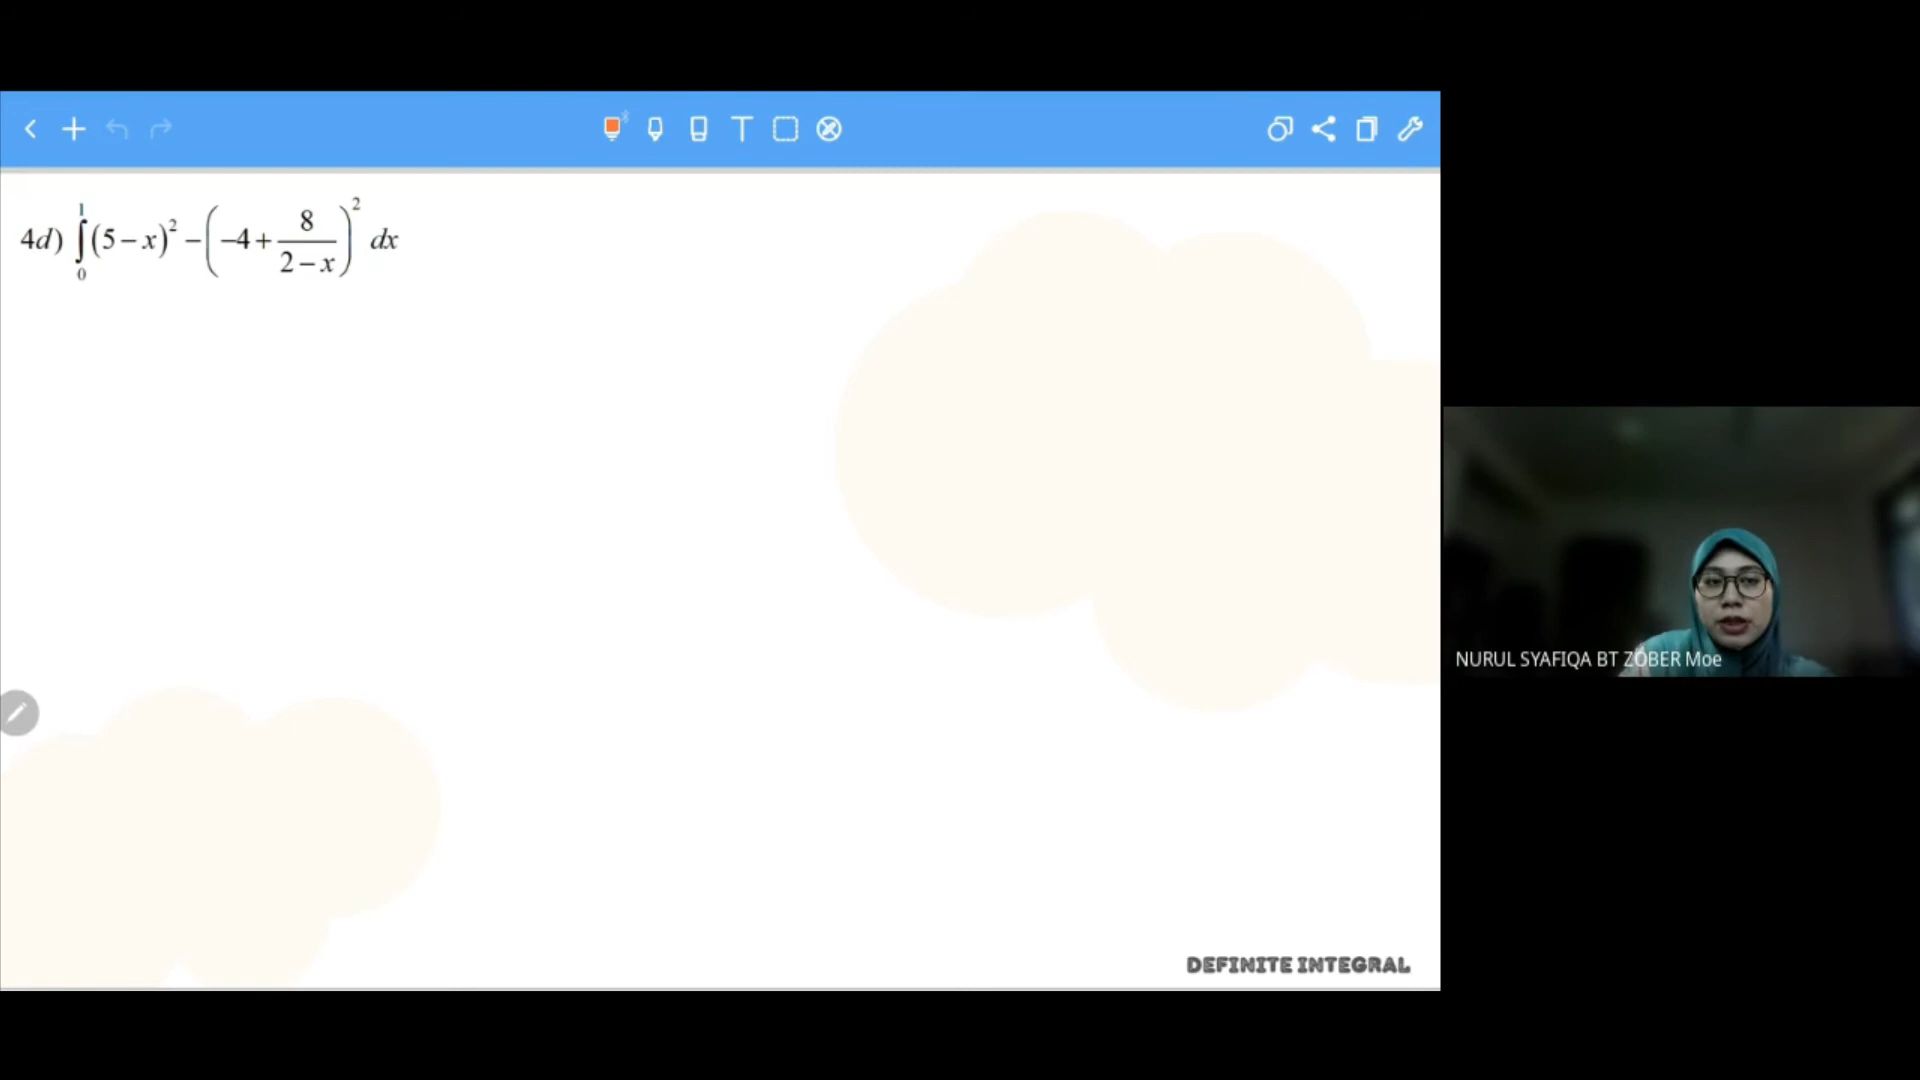 4d) ∫₀¹ (5 − x)² − (−4 + 8/(2 − x))² dx
NURUL SYAFIQA BT ZOBER Moe
DEFINITE INTEGRAL